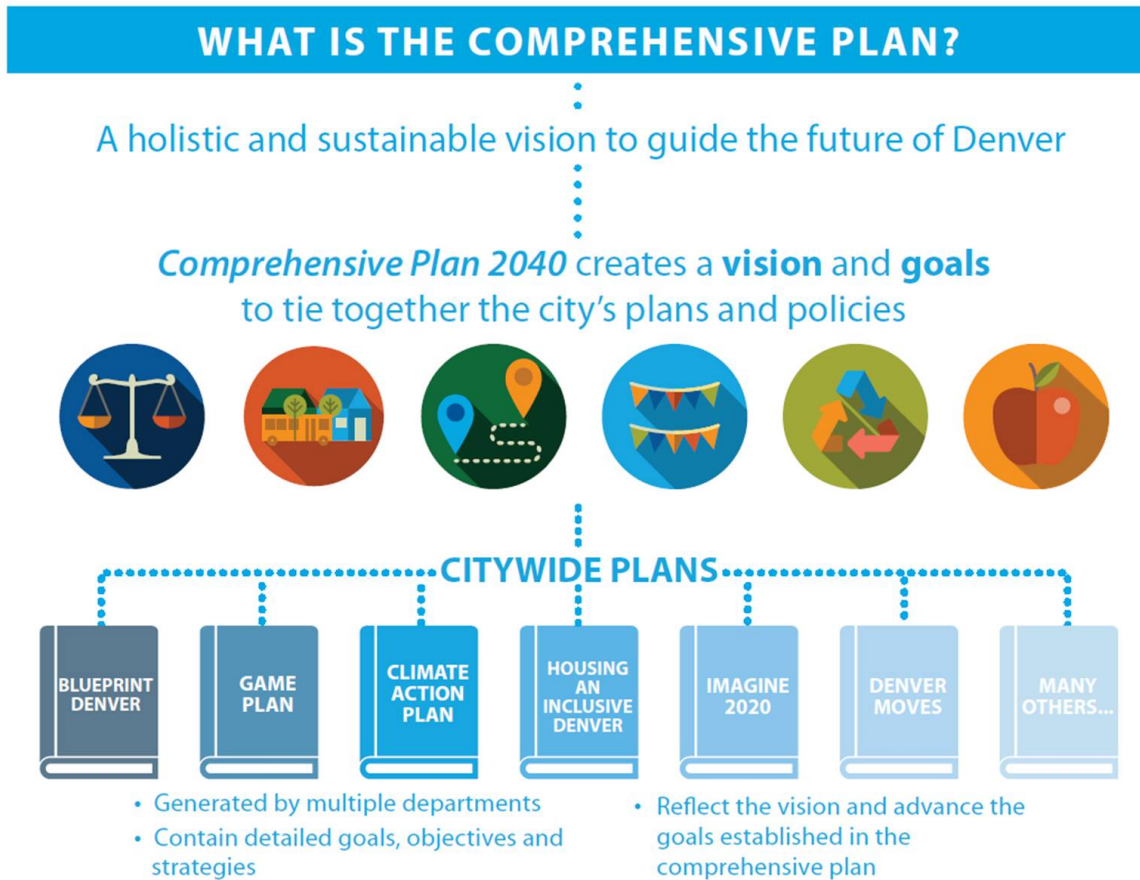 WHAT IS THE COMPREHENSIVE PLAN?
A holistic and sustainable vision to guide the future of Denver
Comprehensive Plan 2040 creates a vision and goals
to tie together the city's plans and policies
CITYWIDE PLANS
BLUEPRINT
DENVER
GAME
PLAN
CLIMATE
ACTION
PLAN
HOUSING
AN
INCLUSIVE
DENVER
IMAGINE
2020
DENVER
MOVES
MANY
OTHERS...
• Generated by multiple departments
• Contain detailed goals, objectives and
strategies
• Reflect the vision and advance the
goals established in the
comprehensive plan